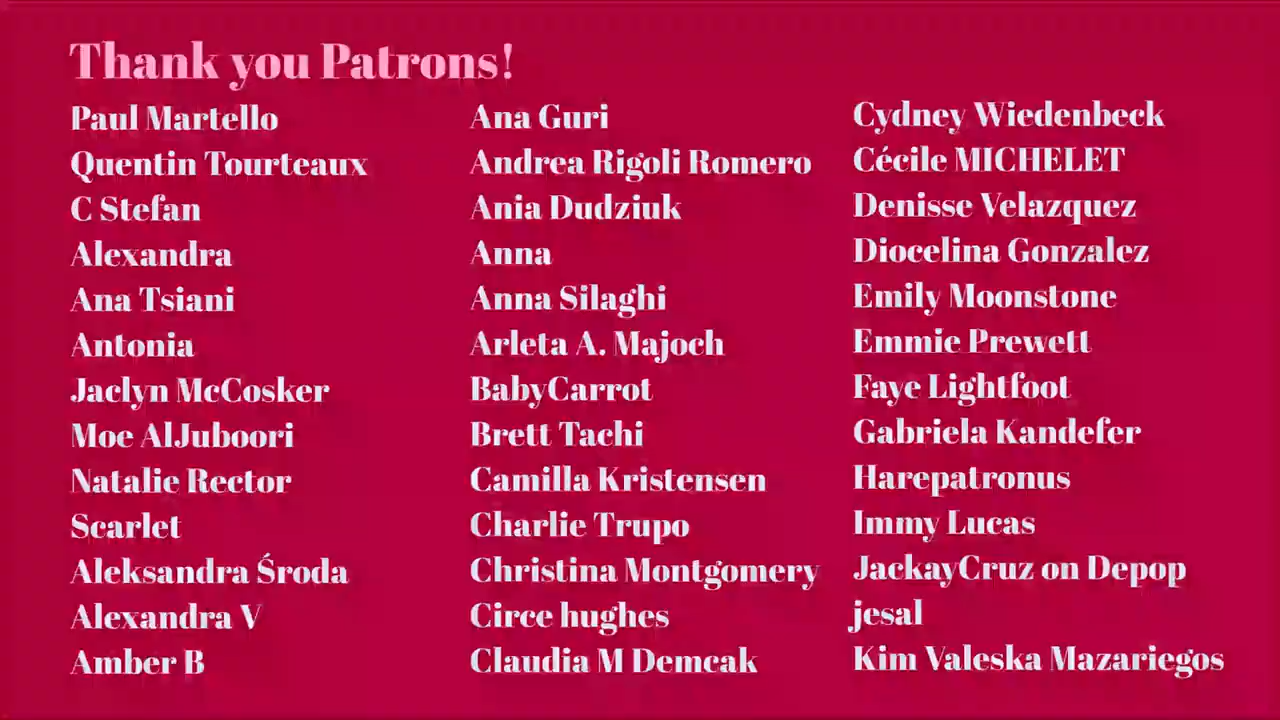 Thank you Patrons!
Paul Martello
Quentin Tourteaux
C Stefan
Alexandra
Ana Tsiani
Antonia
Jaclyn McCosker
Moe AlJuboori
Natalie Rector
Scarlet
Aleksandra Środa
Alexandra V
Amber B
Ana Guri
Andrea Rigoli Romero
Ania Dudziuk
Anna
Anna Silaghi
Arleta A. Majoch
BabyCarrot
Brett Tachi
Camilla Kristensen
Charlie Trupo
Christina Montgomery
Circe hughes
Claudia M Demcak
Cydney Wiedenbeck
Cécile MICHELET
Denisse Velazquez
Diocelina Gonzalez
Emily Moonstone
Emmie Prewett
Faye Lightfoot
Gabriela Kandefer
Harepatronus
Immy Lucas
JackayCruz on Depop
jesal
Kim Valeska Mazariegos